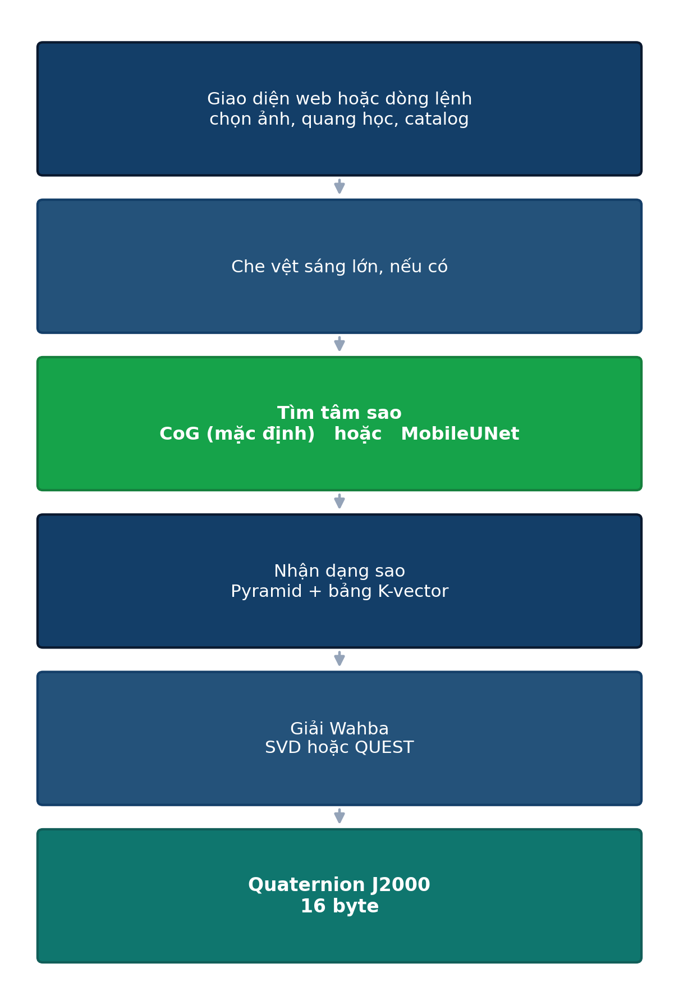 Giao diện web hoặc dòng lệnh
chọn ảnh, quang học, catalog
Che vệt sáng lớn, nếu có
Tìm tâm sao
CoG (mặc định)   hoặc   MobileUNet
Nhận dạng sao
Pyramid + bảng K-vector
Giải Wahba
SVD hoặc QUEST
Quaternion J2000
16 byte